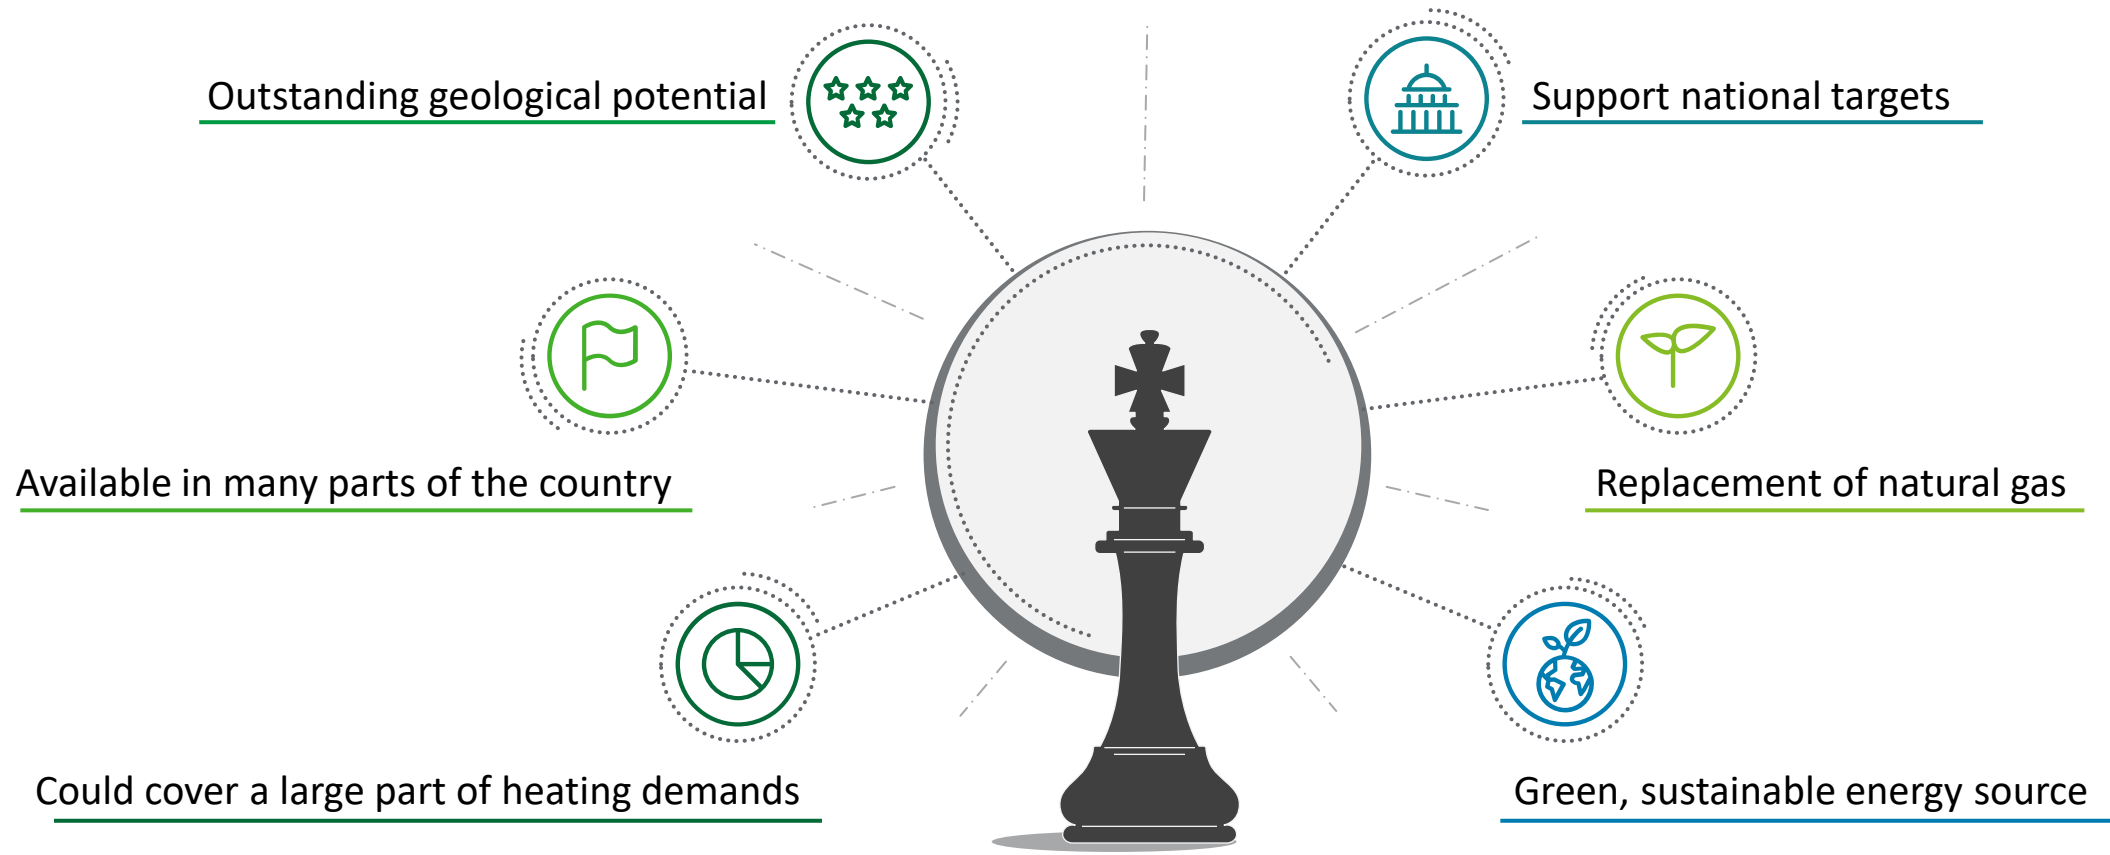 Outstanding geological potential
Support national targets
Available in many parts of the country
Replacement of natural gas
Could cover a large part of heating demands
Green, sustainable energy source